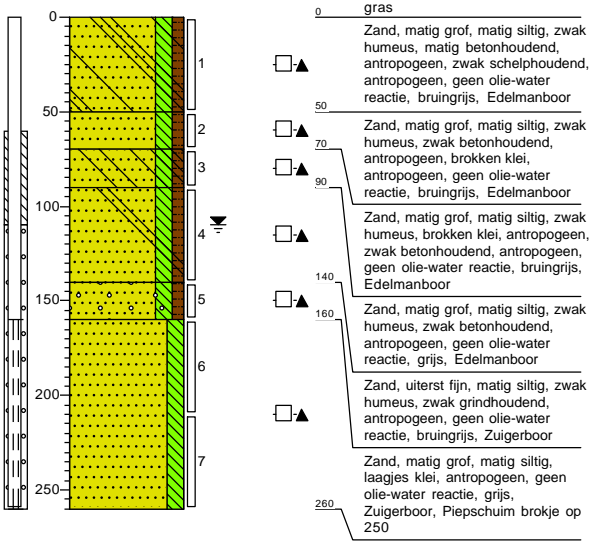 0
50
100
150
200
250
1
2
3
4
5
6
7
0
gras
Zand, matig grof, matig siltig, zwak
humeus, matig betonhoudend,
antropogeen, zwak schelphoudend,
antropogeen, geen olie-water
reactie, bruingrijs, Edelmanboor
50
Zand, matig grof, matig siltig, zwak
humeus, zwak betonhoudend,
antropogeen, brokken klei,
antropogeen, geen olie-water
reactie, bruingrijs, Edelmanboor
70
Zand, matig grof, matig siltig, zwak
humeus, brokken klei, antropogeen,
zwak betonhoudend, antropogeen,
geen olie-water reactie, bruingrijs,
Edelmanboor
90
Zand, matig grof, matig siltig, zwak
humeus, zwak betonhoudend,
antropogeen, geen olie-water
reactie, grijs, Edelmanboor
140
Zand, uiterst fijn, matig siltig, zwak
humeus, zwak grindhoudend,
antropogeen, geen olie-water
reactie, bruingrijs, Zuigerboor
160
Zand, matig grof, matig siltig,
laagjes klei, antropogeen, geen
olie-water reactie, grijs,
Zuigerboor, Piepschuim brokje op
250
260